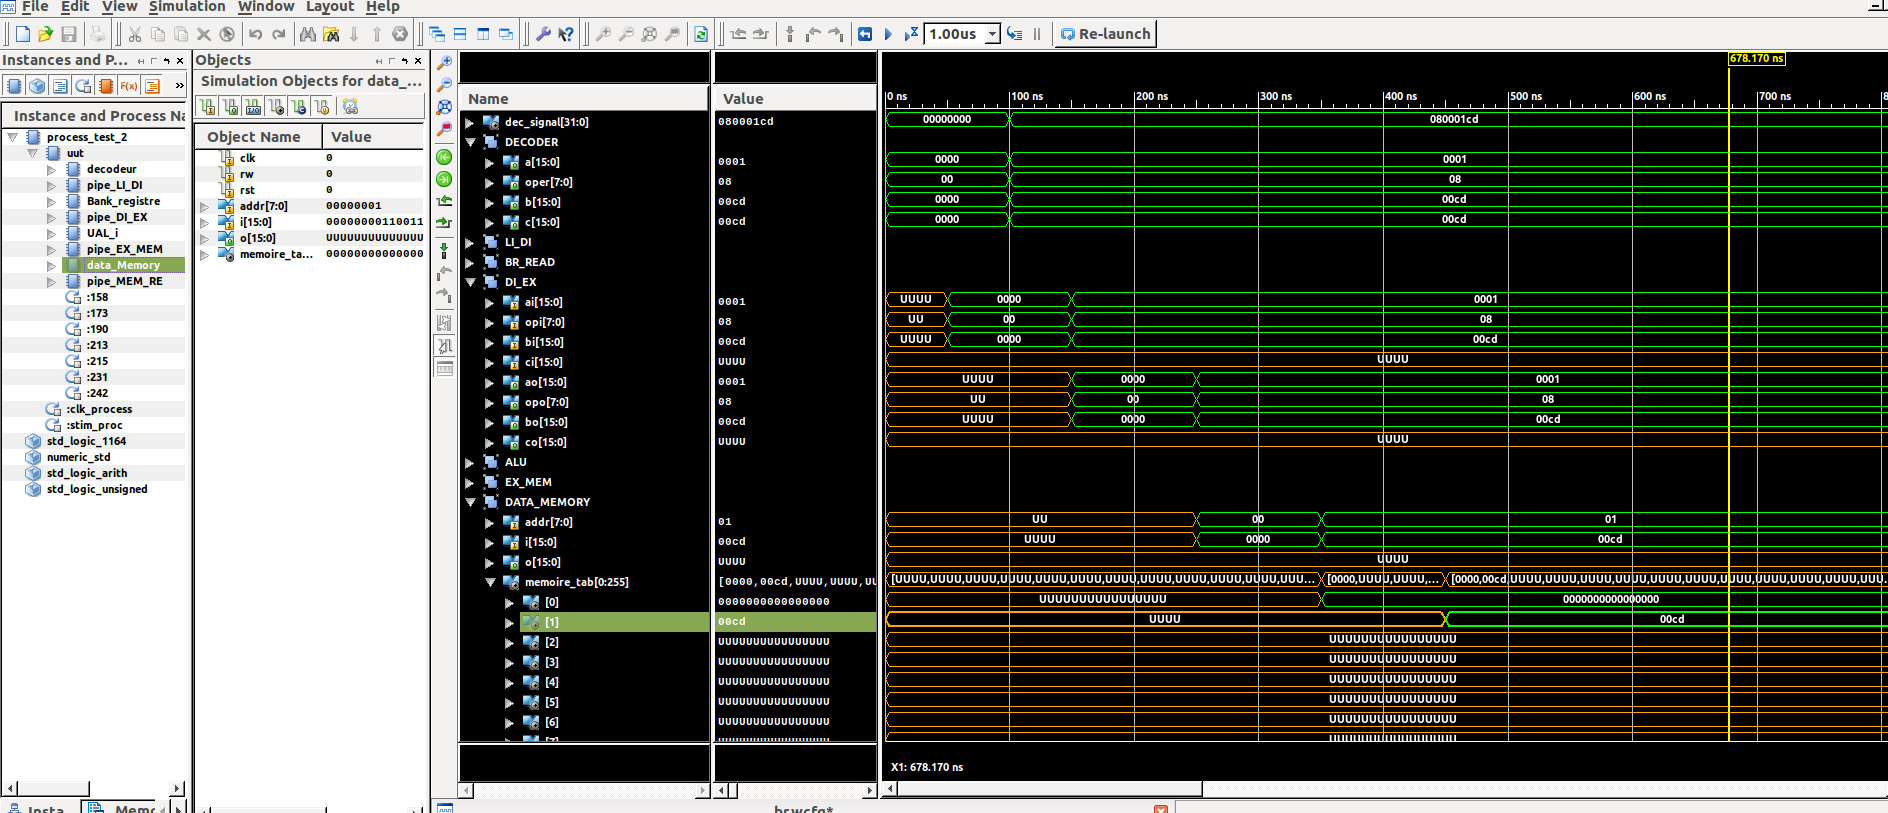 File Edit View Simulation Window Layout Help
1.00us Re-launch
Instances and P...
Instance and Process Na
process_test_2
uut
decodeur
pipe_LI_DI
Bank_registre
pipe_DI_EX
UAL_i
pipe_EX_MEM
data_Memory
pipe_MEM_RE
:158
:173
:190
:213
:215
:231
:242
:clk_process
:stim_proc
std_logic_1164
numeric_std
std_logic_arith
std_logic_unsigned
Insta Memo
Objects
Simulation Objects for data_...
Object Name Value
clk 0
rw 0
rst 0
addr[7:0] 00000001
i[15:0] 00000000110011
o[15:0] UUUUUUUUUUUUUU
memoire_ta... 00000000000000
Name Value
dec_signal[31:0] 080001cd
DECODER
a[15:0] 0001
oper[7:0] 08
b[15:0] 00cd
c[15:0] 00cd
LI_DI
BR_READ
DI_EX
ai[15:0] 0001
opi[7:0] 08
bi[15:0] 00cd
ci[15:0] UUUU
ao[15:0] 0001
opo[7:0] 08
bo[15:0] 00cd
co[15:0] UUUU
ALU
EX_MEM
DATA_MEMORY
addr[7:0] 01
i[15:0] 00cd
o[15:0] UUUU
memoire_tab[0:255] [0000,00cd,UUUU,UUUU,UU
[0] 0000000000000000
[1] 00cd
[2] UUUUUUUUUUUUUUUU
[3] UUUUUUUUUUUUUUUU
[4] UUUUUUUUUUUUUUUU
[5] UUUUUUUUUUUUUUUU
[6] UUUUUUUUUUUUUUUU
678.170 ns
0 ns 100 ns 200 ns 300 ns 400 ns 500 ns 600 ns 700 ns
00000000 080001cd
0000 0001
00 08
0000 00cd
0000 00cd
UUUU 0000 0001
UU 00 08
UUUU 0000 00cd
UUUU
UUUU 0000 0001
UU 00 08
UUUU 0000 00cd
UUUU
UU 00 01
UUUU 0000 00cd
UUUU
[UUUU,UUUU,UUUU,UUUU,UUUU,UUUU,UUUU,UUUU,UUUU,UUUU,UUUU,UUU... [0000,UUUU,UUUU,... [0000,00cd,UUUU,UUUU,UUUU,UUUU,UUUU,UUUU,UUUU,UUUU,UUUU,UUUU
UUUUUUUUUUUUUUUU 0000000000000000
UUUU 00cd
UUUUUUUUUUUUUUUU
UUUUUUUUUUUUUUUU
UUUUUUUUUUUUUUUU
UUUUUUUUUUUUUUUU
UUUUUUUUUUUUUUUU
UUUUUUUUUUUUUUUU
X1: 678.170 ns